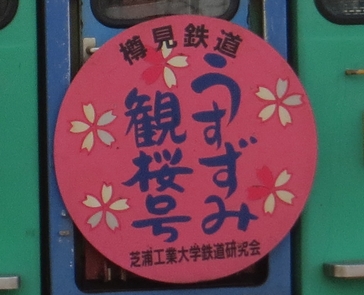 樽見鉄道
うすずみ
観桜号
芝浦工業大学鉄道研究会